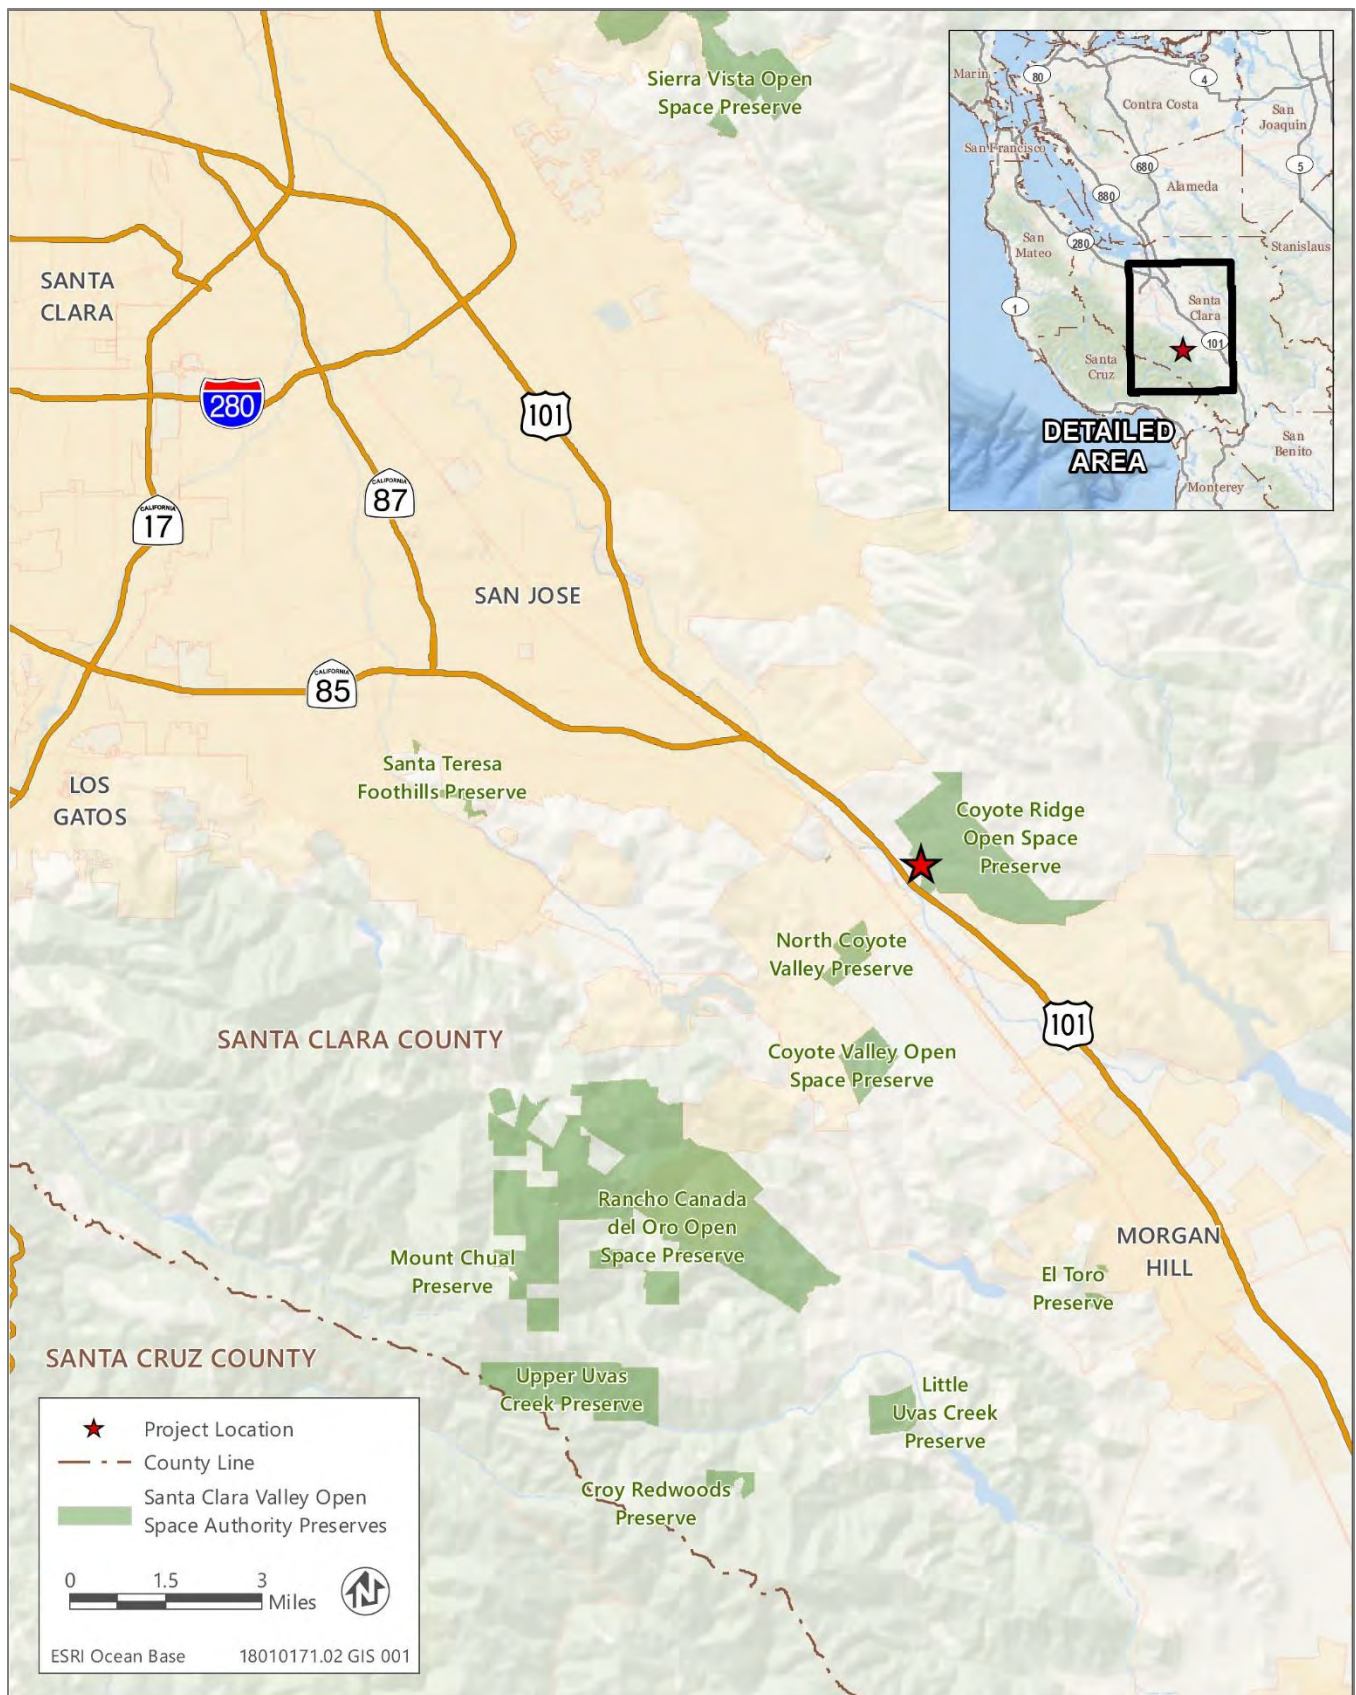 Sierra Vista Open
Space Preserve
SANTA
CLARA
280
101
CALIFORNIA
87
CALIFORNIA
17
SAN JOSE
CALIFORNIA
85
Santa Teresa
Foothills Preserve
LOS
GATOS
Coyote Ridge
Open Space
Preserve
North Coyote
Valley Preserve
101
SANTA CLARA COUNTY
Coyote Valley Open
Space Preserve
Rancho Canada
del Oro Open
Space Preserve
Mount Chual
Preserve
MORGAN
HILL
El Toro
Preserve
SANTA CRUZ COUNTY
Upper Uvas
Creek Preserve
Little
Uvas Creek
Preserve
Croy Redwoods
Preserve
Marin
80
4
Contra Costa
San
Joaquin
San Francisco
680
5
880
Alameda
San
Mateo
280
Stanislaus
1
Santa
Clara
101
Santa
Cruz
DETAILED
AREA
San
Benito
Monterey
Project Location
County Line
Santa Clara Valley Open
Space Authority Preserves
0 1.5 3
Miles
N
ESRI Ocean Base 18010171.02 GIS 001